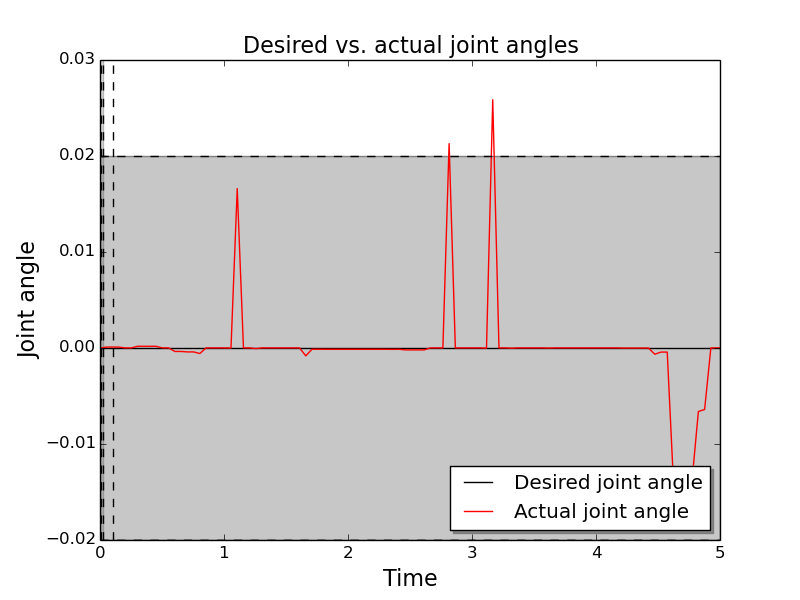 Desired vs. actual joint angles
0.03
0.02
0.01
0.00
−0.01
−0.02
Joint angle
0 1 2 3 4 5
Time
Desired joint angle
Actual joint angle